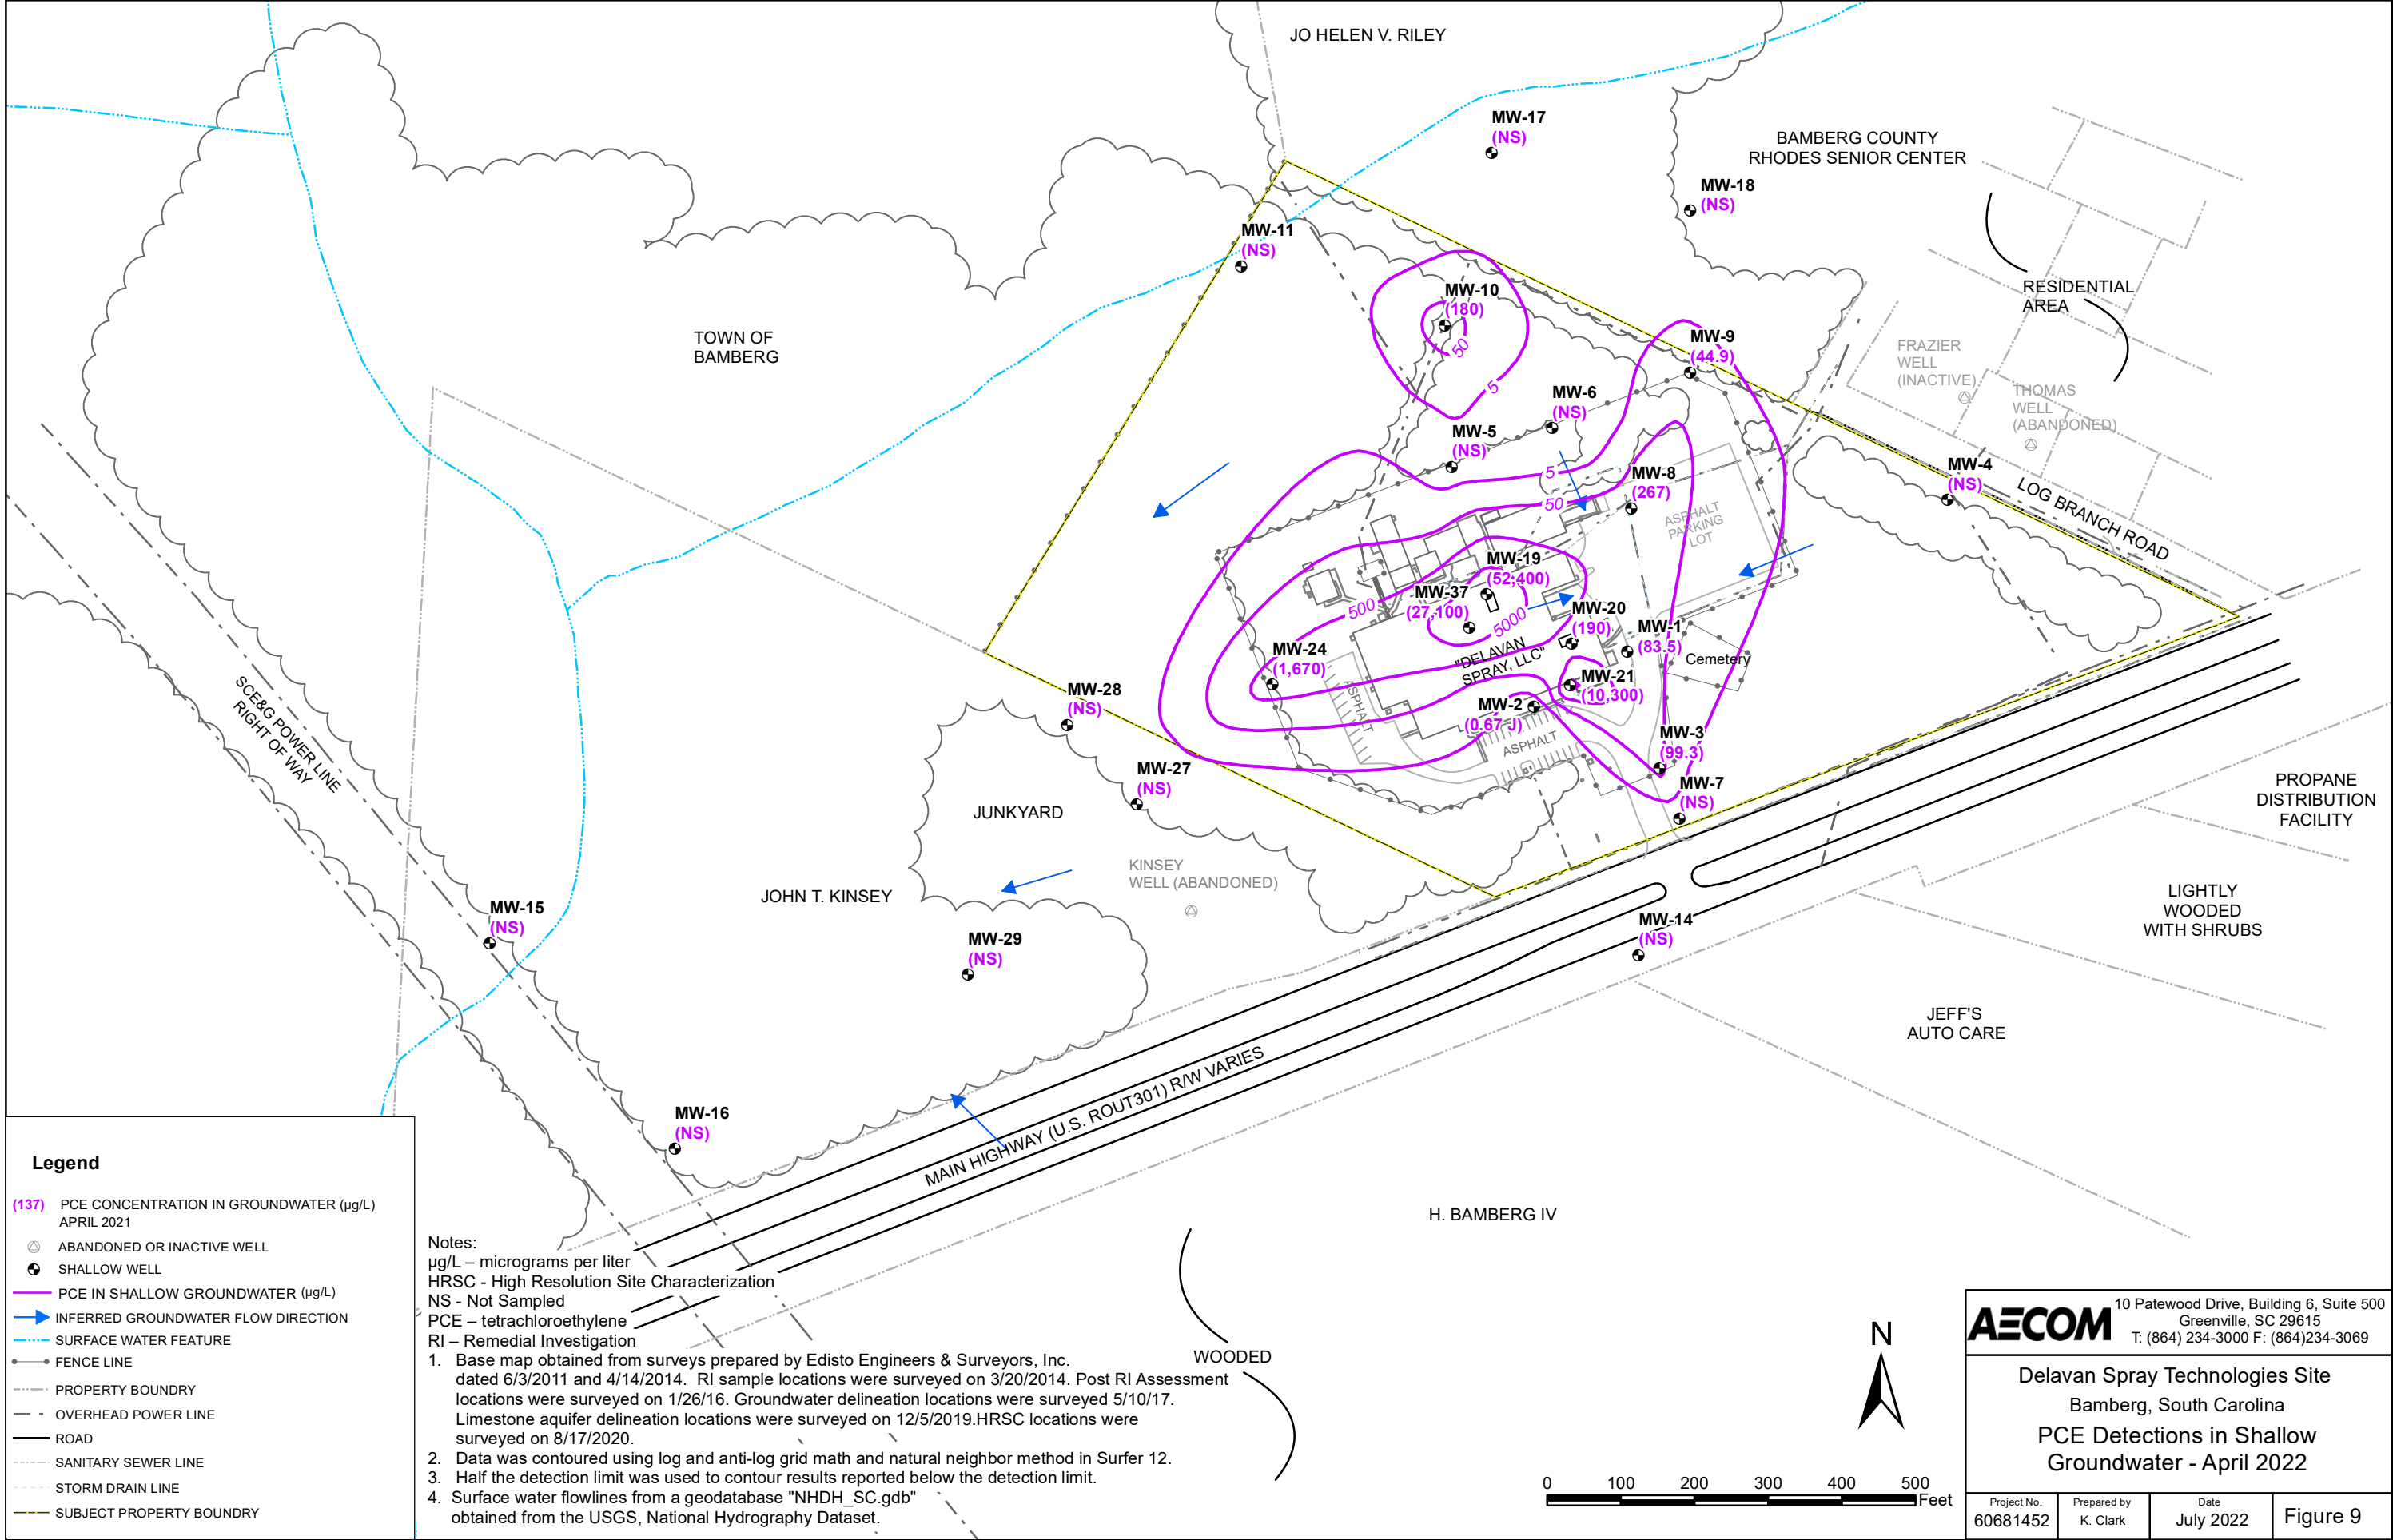 JO HELEN V. RILEY
MW-17
(NS)
BAMBERG COUNTY
RHODES SENIOR CENTER
MW-18
(NS)
MW-11
(NS)
RESIDENTIAL
AREA
MW-10
(180)
50
5
TOWN OF
BAMBERG
MW-9
(44.9)
FRAZIER
WELL
(INACTIVE)
THOMAS
WELL
(ABANDONED)
MW-6
(NS)
MW-5
(NS)
5
50
MW-8
(267)
ASPHALT
PARKING
LOT
MW-4
(NS)
LOG BRANCH ROAD
MW-19
(52,400)
MW-37
(27,100)
500
5000
MW-20
(190)
MW-1
(83.5)
Cemetery
"DELAVAN
SPRAY, LLC"
MW-24
(1,670)
ASPHALT
MW-21
(10,300)
MW-2
(0.67 J)
ASPHALT
MW-3
(99.3)
MW-7
(NS)
MW-28
(NS)
MW-27
(NS)
SCE&G POWER LINE
RIGHT OF WAY
JUNKYARD
KINSEY
WELL (ABANDONED)
JOHN T. KINSEY
PROPANE
DISTRIBUTION
FACILITY
LIGHTLY
WOODED
WITH SHRUBS
MW-15
(NS)
MW-29
(NS)
MW-14
(NS)
JEFF'S
AUTO CARE
MW-16
(NS)
MAIN HIGHWAY (U.S. ROUT301) R/W VARIES
H. BAMBERG IV
WOODED
Legend
(137) PCE CONCENTRATION IN GROUNDWATER (µg/L)
APRIL 2021
ABANDONED OR INACTIVE WELL
SHALLOW WELL
PCE IN SHALLOW GROUNDWATER (µg/L)
INFERRED GROUNDWATER FLOW DIRECTION
SURFACE WATER FEATURE
FENCE LINE
PROPERTY BOUNDRY
OVERHEAD POWER LINE
ROAD
SANITARY SEWER LINE
STORM DRAIN LINE
SUBJECT PROPERTY BOUNDRY
Notes:
µg/L – micrograms per liter
HRSC - High Resolution Site Characterization
NS - Not Sampled
PCE – tetrachloroethylene
RI – Remedial Investigation
1. Base map obtained from surveys prepared by Edisto Engineers & Surveyors, Inc.
dated 6/3/2011 and 4/14/2014. RI sample locations were surveyed on 3/20/2014. Post RI Assessment
locations were surveyed on 1/26/16. Groundwater delineation locations were surveyed 5/10/17.
Limestone aquifer delineation locations were surveyed on 12/5/2019.HRSC locations were
surveyed on 8/17/2020.
2. Data was contoured using log and anti-log grid math and natural neighbor method in Surfer 12.
3. Half the detection limit was used to contour results reported below the detection limit.
4. Surface water flowlines from a geodatabase "NHDH_SC.gdb"
obtained from the USGS, National Hydrography Dataset.
N
0 100 200 300 400 500
Feet
AECOM
10 Patewood Drive, Building 6, Suite 500
Greenville, SC 29615
T: (864) 234-3000 F: (864)234-3069
Delavan Spray Technologies Site
Bamberg, South Carolina
PCE Detections in Shallow
Groundwater - April 2022
Project No.
60681452
Prepared by
K. Clark
Date
July 2022
Figure 9